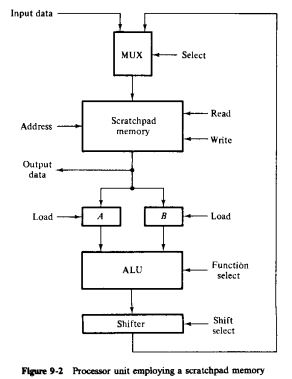 Input data
MUX
Select
Scratchpad
memory
Read
Address
Write
Output
data
Load
A
B
Load
ALU
Function
select
Shifter
Shift
select
Figure 9-2 Processor unit employing a scratchpad memory